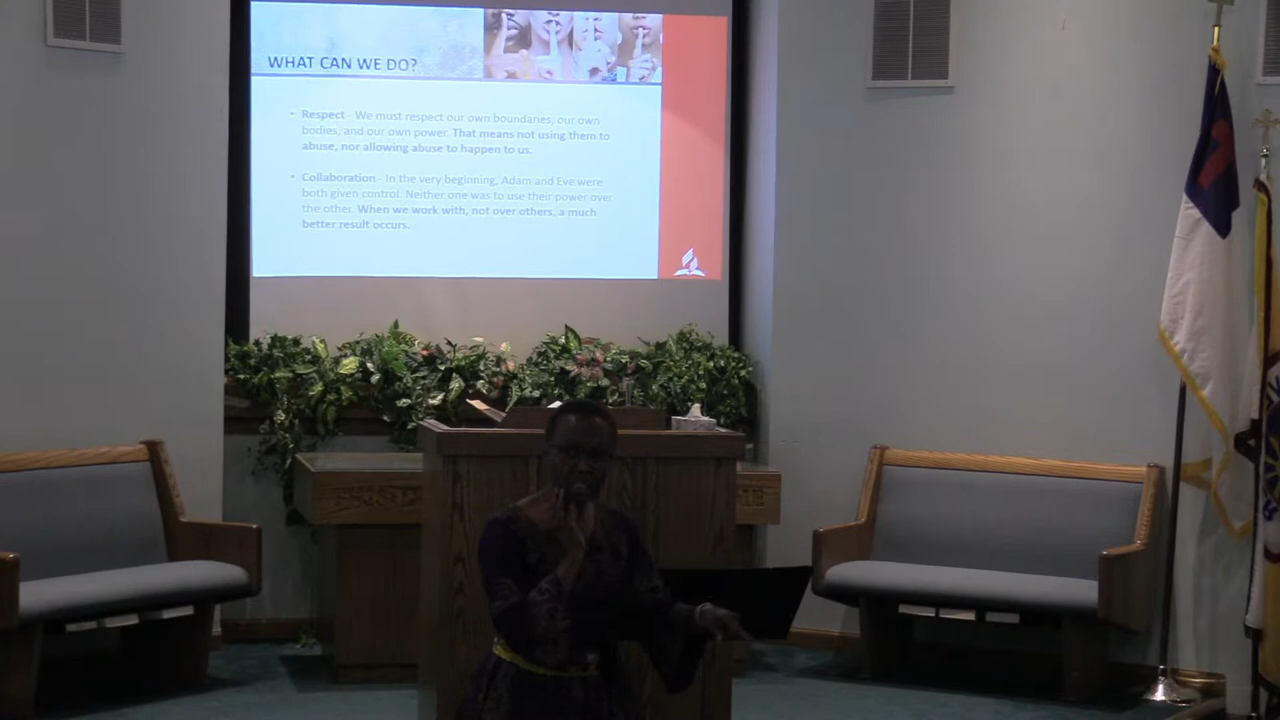 WHAT CAN WE DO?
• Respect - We must respect our own boundaries, our own
bodies, and our own power. That means not using them to
abuse, nor allowing abuse to happen to us.
• Collaboration - In the very beginning, Adam and Eve were
both given control. Neither one was to use their power over
the other. When we work with, not over others, a much
better result occurs.